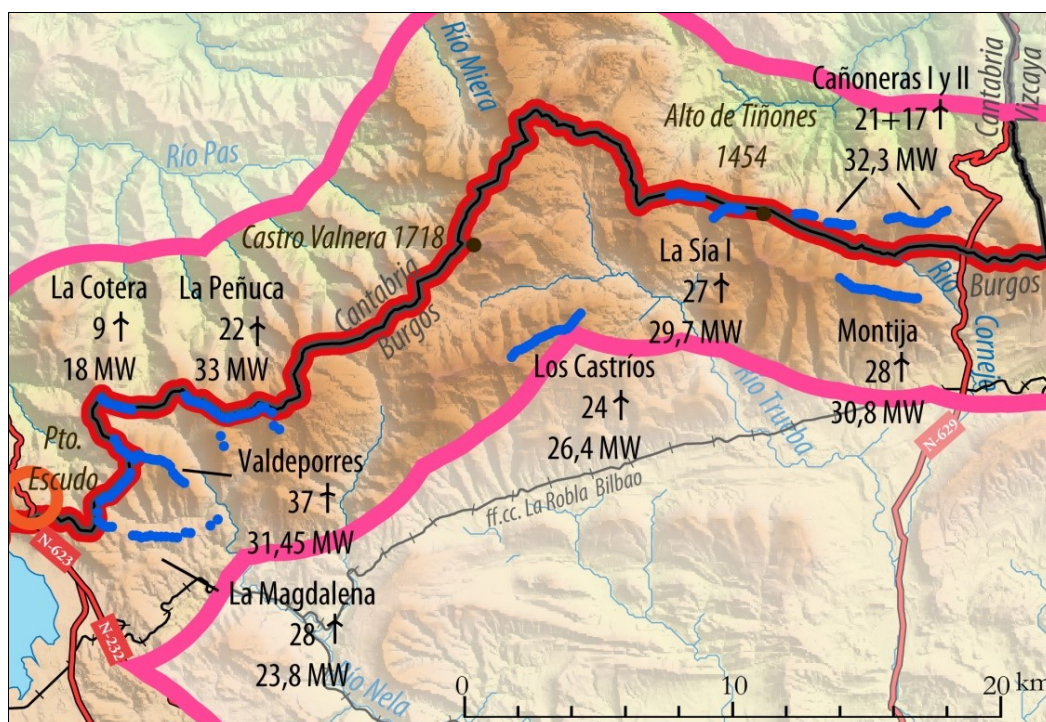 Río Miera
Cantabria
Vizcaya
Cañoneras I y II
21+17
32,3 MW
Alto de Tiñones
1454
Río Pas
Castro Valnera 1718
La Sía I
27
29,7 MW
Río
Cerneja
Burgos
Cantabria
Burgos
La Cotera
9
18 MW
La Peñuca
22
33 MW
Montija
28
30,8 MW
Los Castríos
24
26,4 MW
Río Trueba
N-629
Pto.
Escudo
Valdeporres
37
31,45 MW
ff.cc. La Robla Bilbao
N-623
La Magdalena
28
23,8 MW
N-232
Río Nela
0 10 20 km